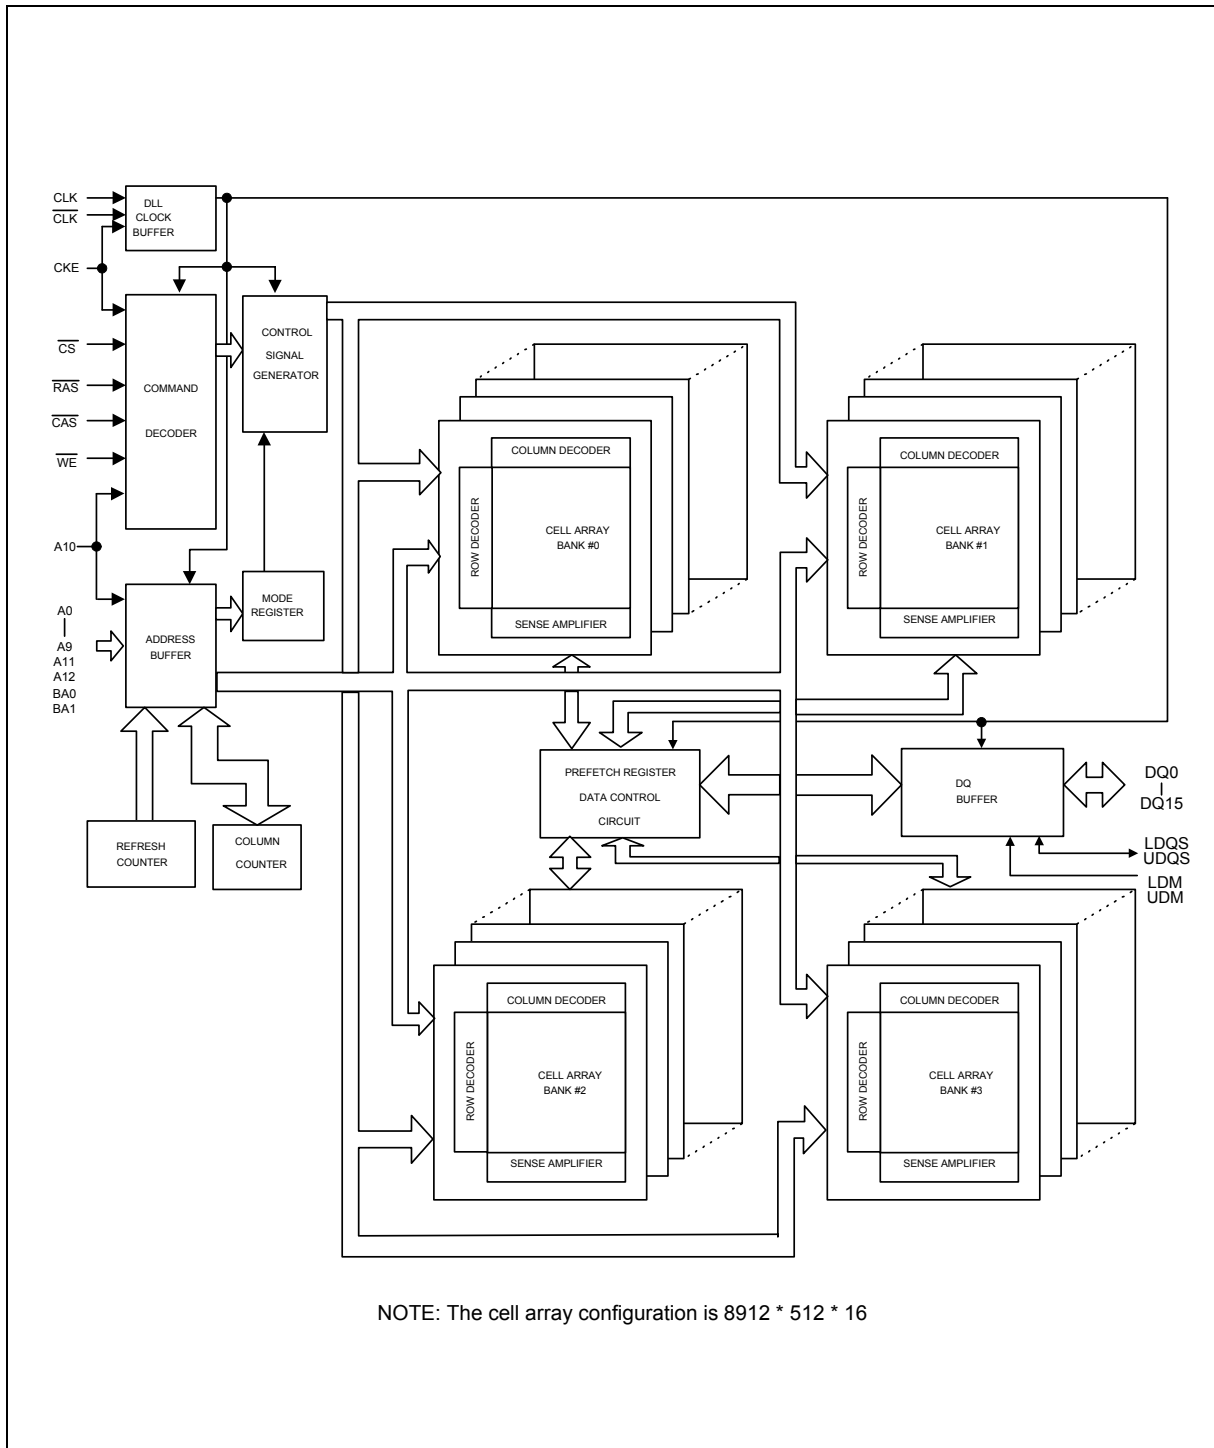 CLK
CLK
CKE
CS
RAS
CAS
WE
A10
A0
A9
A11
A12
BA0
BA1
DLL
CLOCK
BUFFER
COMMAND
DECODER
CONTROL
SIGNAL
GENERATOR
ADDRESS
BUFFER
MODE
REGISTER
REFRESH
COUNTER
COLUMN
COUNTER
COLUMN DECODER
ROW DECODER
CELL ARRAY
BANK #0
SENSE AMPLIFIER
COLUMN DECODER
ROW DECODER
CELL ARRAY
BANK #1
SENSE AMPLIFIER
PREFETCH REGISTER
DATA CONTROL
CIRCUIT
DQ
BUFFER
DQ0
DQ15
LDQS
UDQS
LDM
UDM
COLUMN DECODER
ROW DECODER
CELL ARRAY
BANK #2
SENSE AMPLIFIER
COLUMN DECODER
ROW DECODER
CELL ARRAY
BANK #3
SENSE AMPLIFIER
NOTE: The cell array configuration is 8912 * 512 * 16